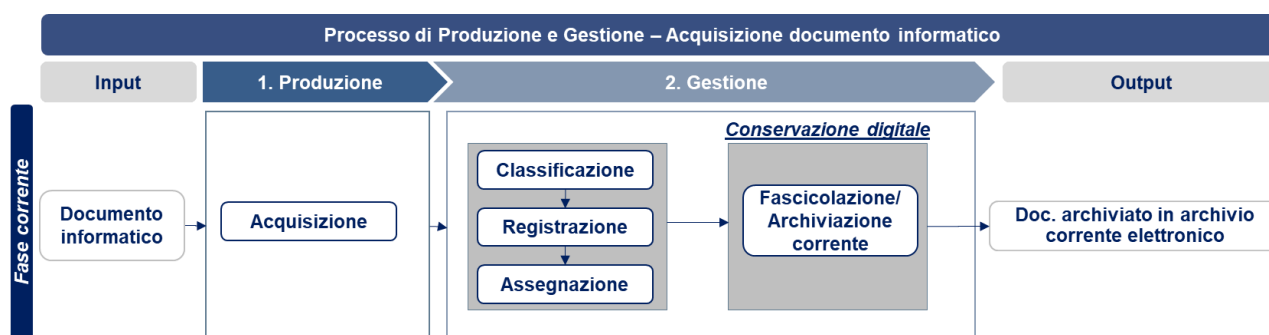 Processo di Produzione e Gestione – Acquisizione documento informatico
Input
1. Produzione
2. Gestione
Output
Fase corrente
Documento
informatico
Acquisizione
Classificazione
Registrazione
Assegnazione
Conservazione digitale
Fascicolazione/
Archiviazione
corrente
Doc. archiviato in archivio
corrente elettronico